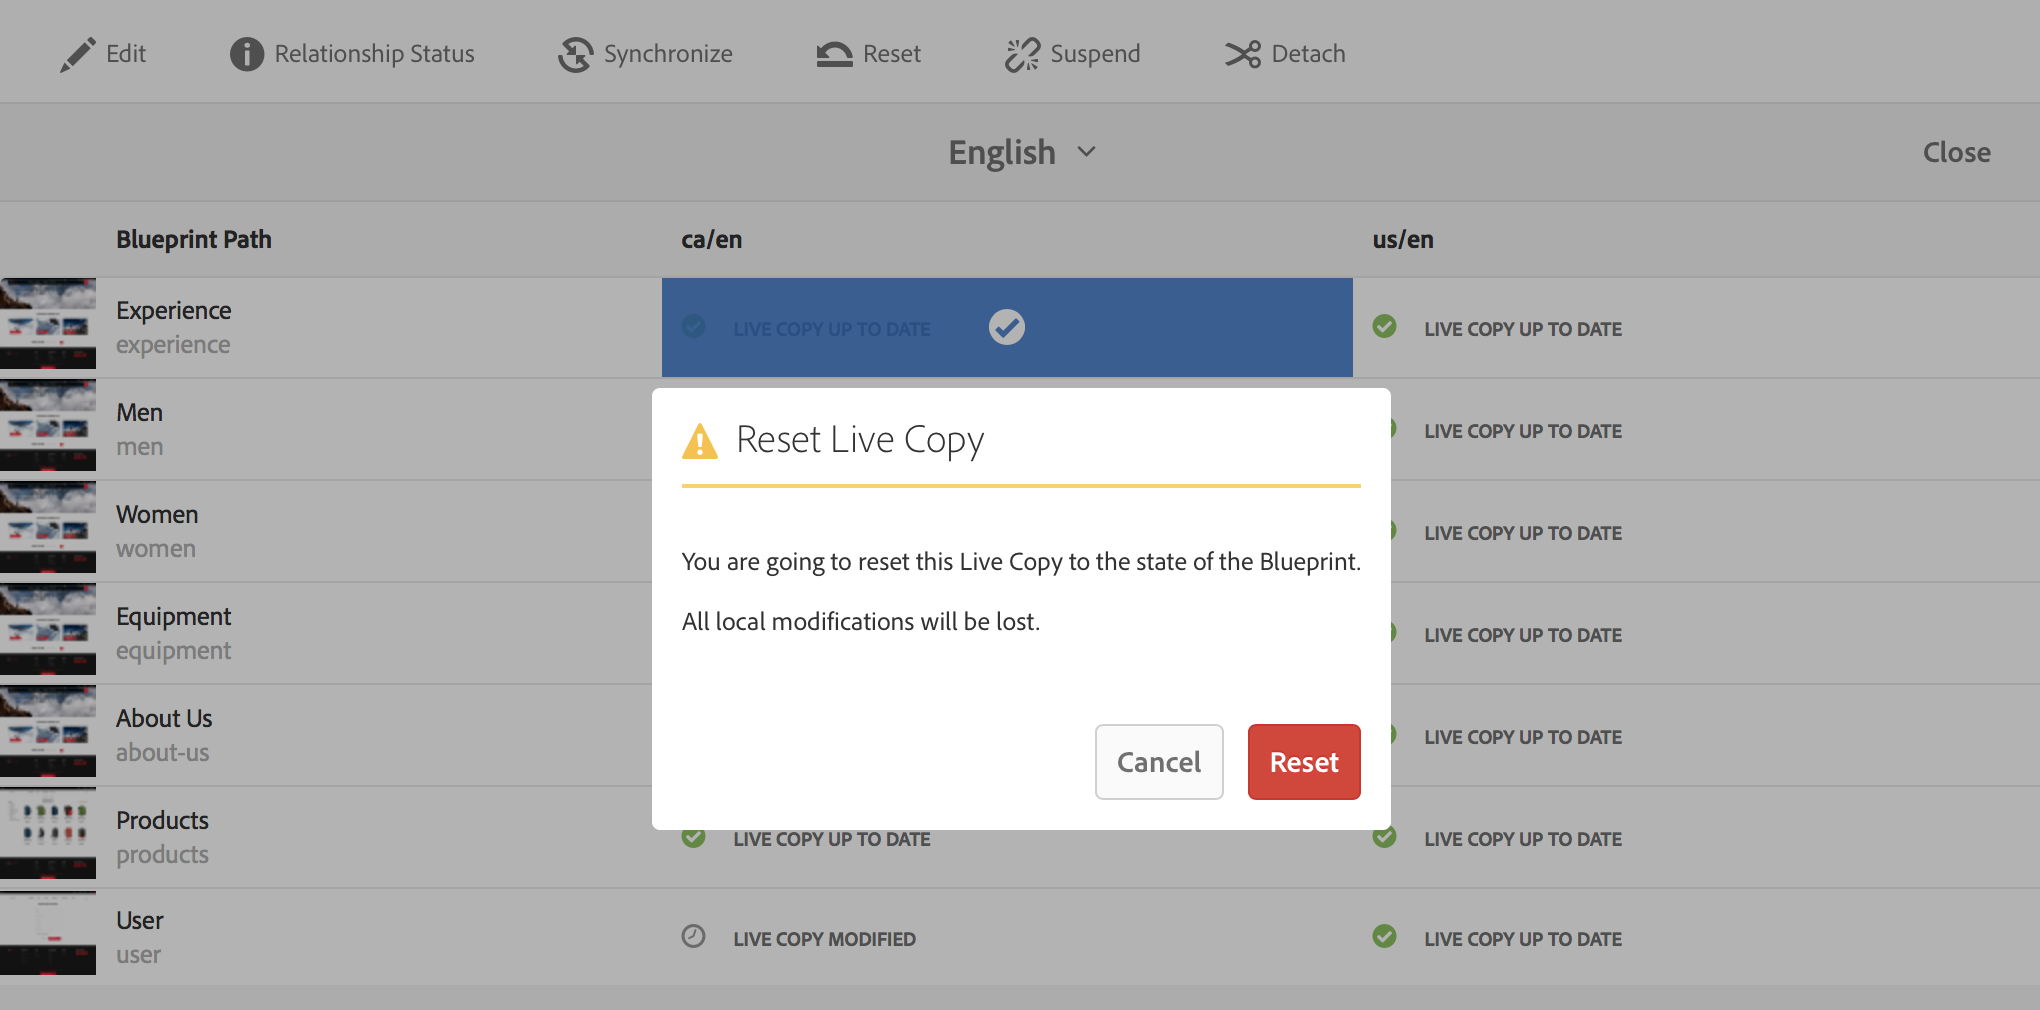 Edit
Relationship Status
Synchronize
Reset
Suspend
Detach
English
Close
Blueprint Path
ca/en
us/en
Experience
experience
LIVE COPY UP TO DATE
LIVE COPY UP TO DATE
Men
men
LIVE COPY UP TO DATE
Women
women
LIVE COPY UP TO DATE
Equipment
equipment
LIVE COPY UP TO DATE
About Us
about-us
LIVE COPY UP TO DATE
Reset Live Copy
You are going to reset this Live Copy to the state of the Blueprint.
All local modifications will be lost.
Cancel
Reset
Products
products
LIVE COPY UP TO DATE
LIVE COPY UP TO DATE
User
user
LIVE COPY MODIFIED
LIVE COPY UP TO DATE